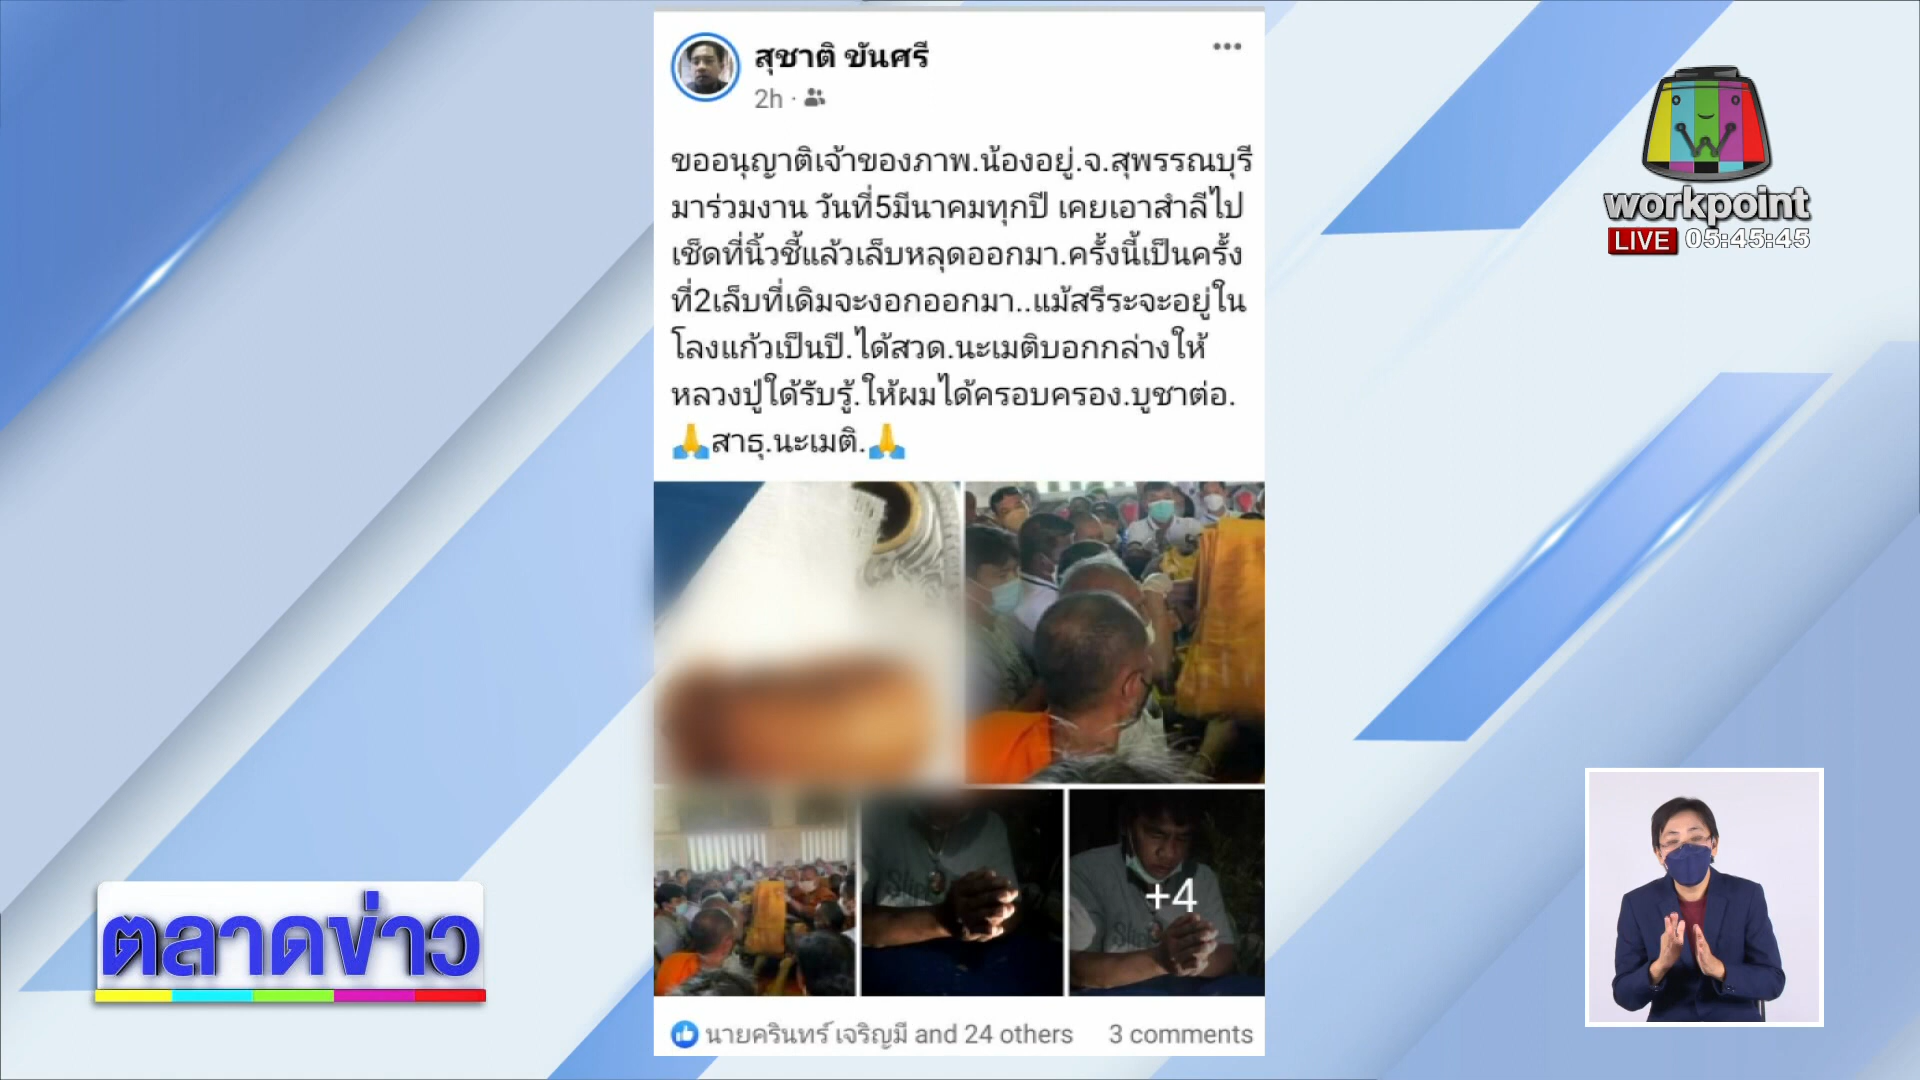 สุชาติ ขันศรี
2h
ขออนุญาติเจ้าของภาพ.น้องอยู่.จ.สุพรรณบุรี
มาร่วมงาน วันที่5มีนาคมทุกปี เคยเอาสำลีไป
เช็ดที่นิ้วชี้แล้วเล็บหลุดออกมา.ครั้งนี้เป็นครั้ง
ที่2เล็บที่เดิมจะงอกออกมา..แม้สรีระจะอยู่ใน
โลงแก้วเป็นปี.ได้สวด.นะเมติบอกกล่างให้
หลวงปู่ใด้รับรู้.ให้ผมได้ครอบครอง.บูชาต่อ.
🙏สาธุ.นะเมติ.🙏
+4
นายครินทร์ เจริญมี and 24 others 3 comments
workpoint
LIVE 05:45:45
ตลาดข่าว